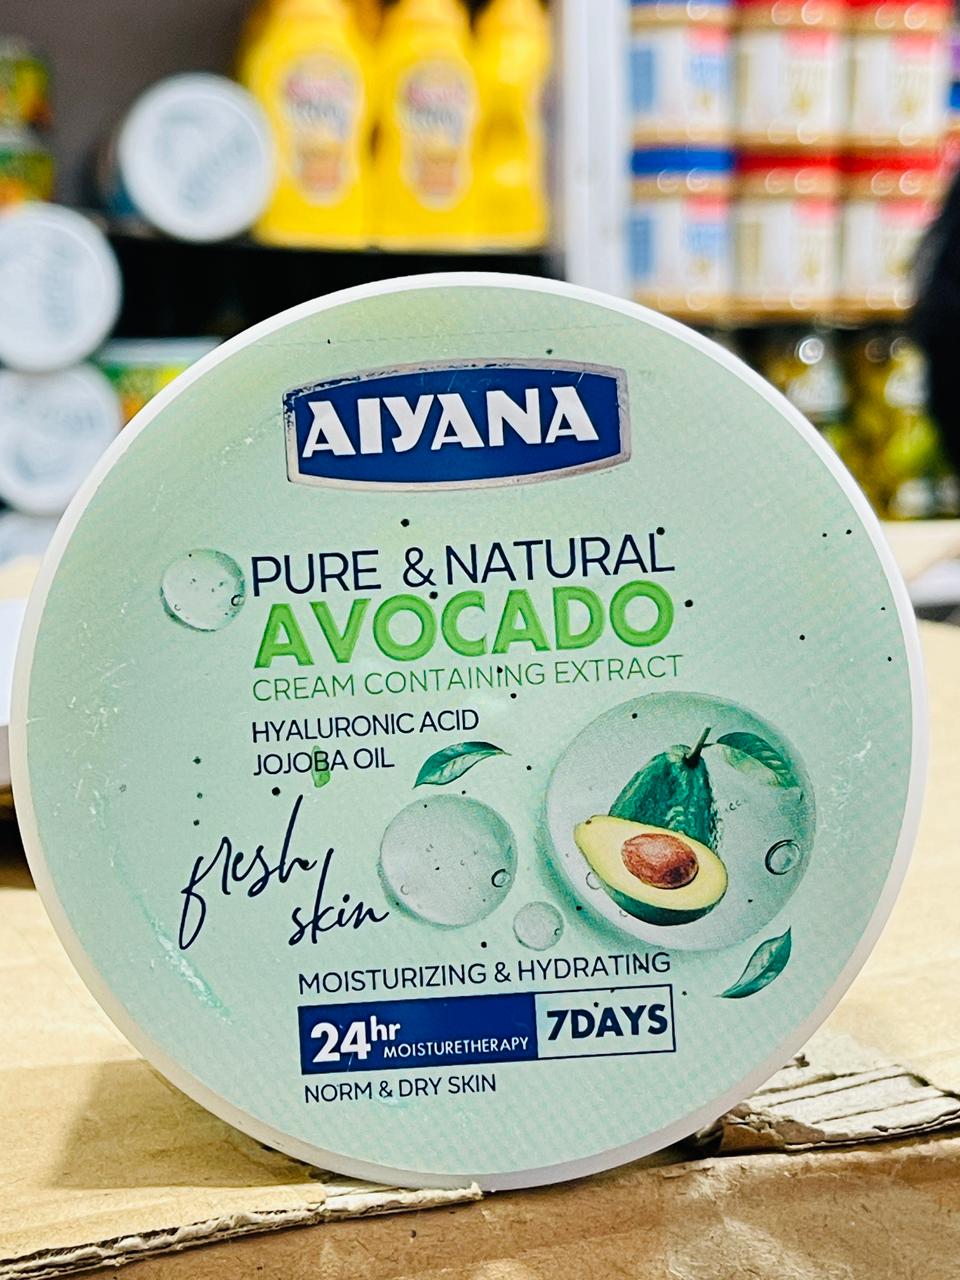 AIYANA
PURE & NATURAL
AVOCADO
CREAM CONTAINING EXTRACT
HYALURONIC ACID
JOJOBA OIL
fresh
skin
MOISTURIZING & HYDRATING
24hr MOISTURETHERAPY 7DAYS
NORM & DRY SKIN